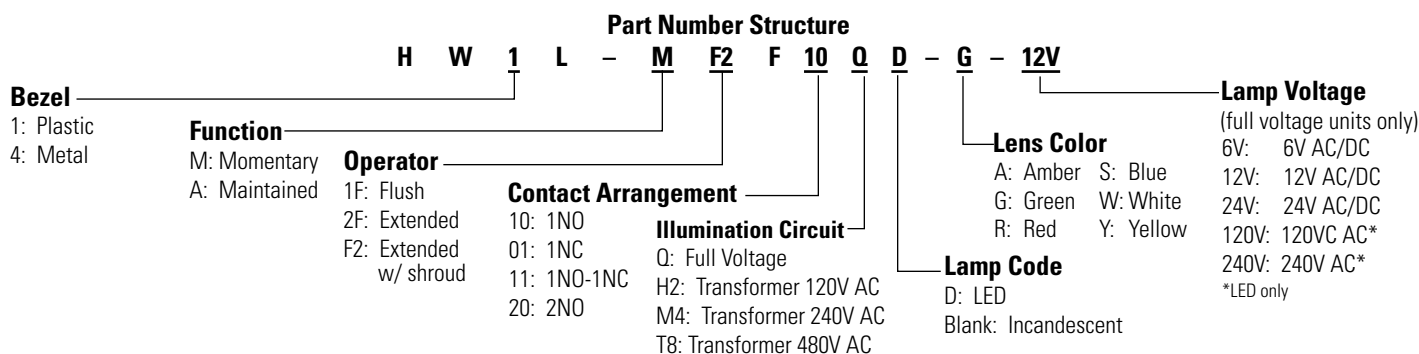 Part Number Structure
H W 1 L – M F2 F 10 Q D – G – 12V
Bezel
1: Plastic
4: Metal
Function
M: Momentary
A: Maintained
Operator
1F: Flush
2F: Extended
F2: Extended
w/ shroud
Contact Arrangement
10: 1NO
01: 1NC
11: 1NO-1NC
20: 2NO
Illumination Circuit
Q: Full Voltage
H2: Transformer 120V AC
M4: Transformer 240V AC
T8: Transformer 480V AC
Lamp Code
D: LED
Blank: Incandescent
Lens Color
A: Amber S: Blue
G: Green W: White
R: Red Y: Yellow
Lamp Voltage
(full voltage units only)
6V: 6V AC/DC
12V: 12V AC/DC
24V: 24V AC/DC
120V: 120VC AC*
240V: 240V AC*
*LED only